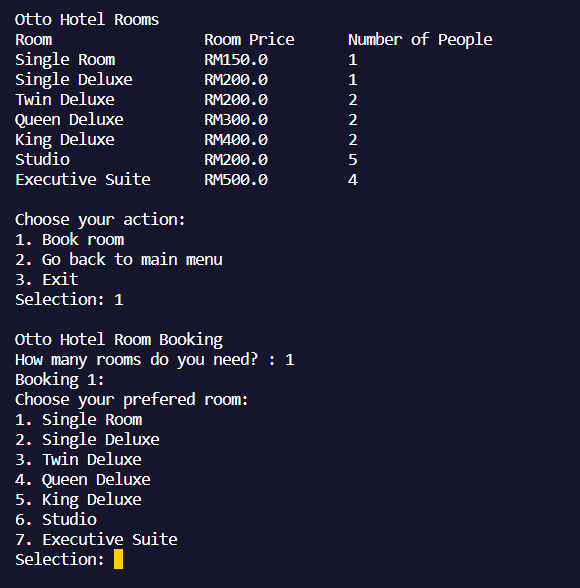 Otto Hotel Rooms
Room Room Price Number of People
Single Room RM150.0 1
Single Deluxe RM200.0 1
Twin Deluxe RM200.0 2
Queen Deluxe RM300.0 2
King Deluxe RM400.0 2
Studio RM200.0 5
Executive Suite RM500.0 4
Choose your action:
1. Book room
2. Go back to main menu
3. Exit
Selection: 1
Otto Hotel Room Booking
How many rooms do you need? : 1
Booking 1:
Choose your prefered room:
1. Single Room
2. Single Deluxe
3. Twin Deluxe
4. Queen Deluxe
5. King Deluxe
6. Studio
7. Executive Suite
Selection: